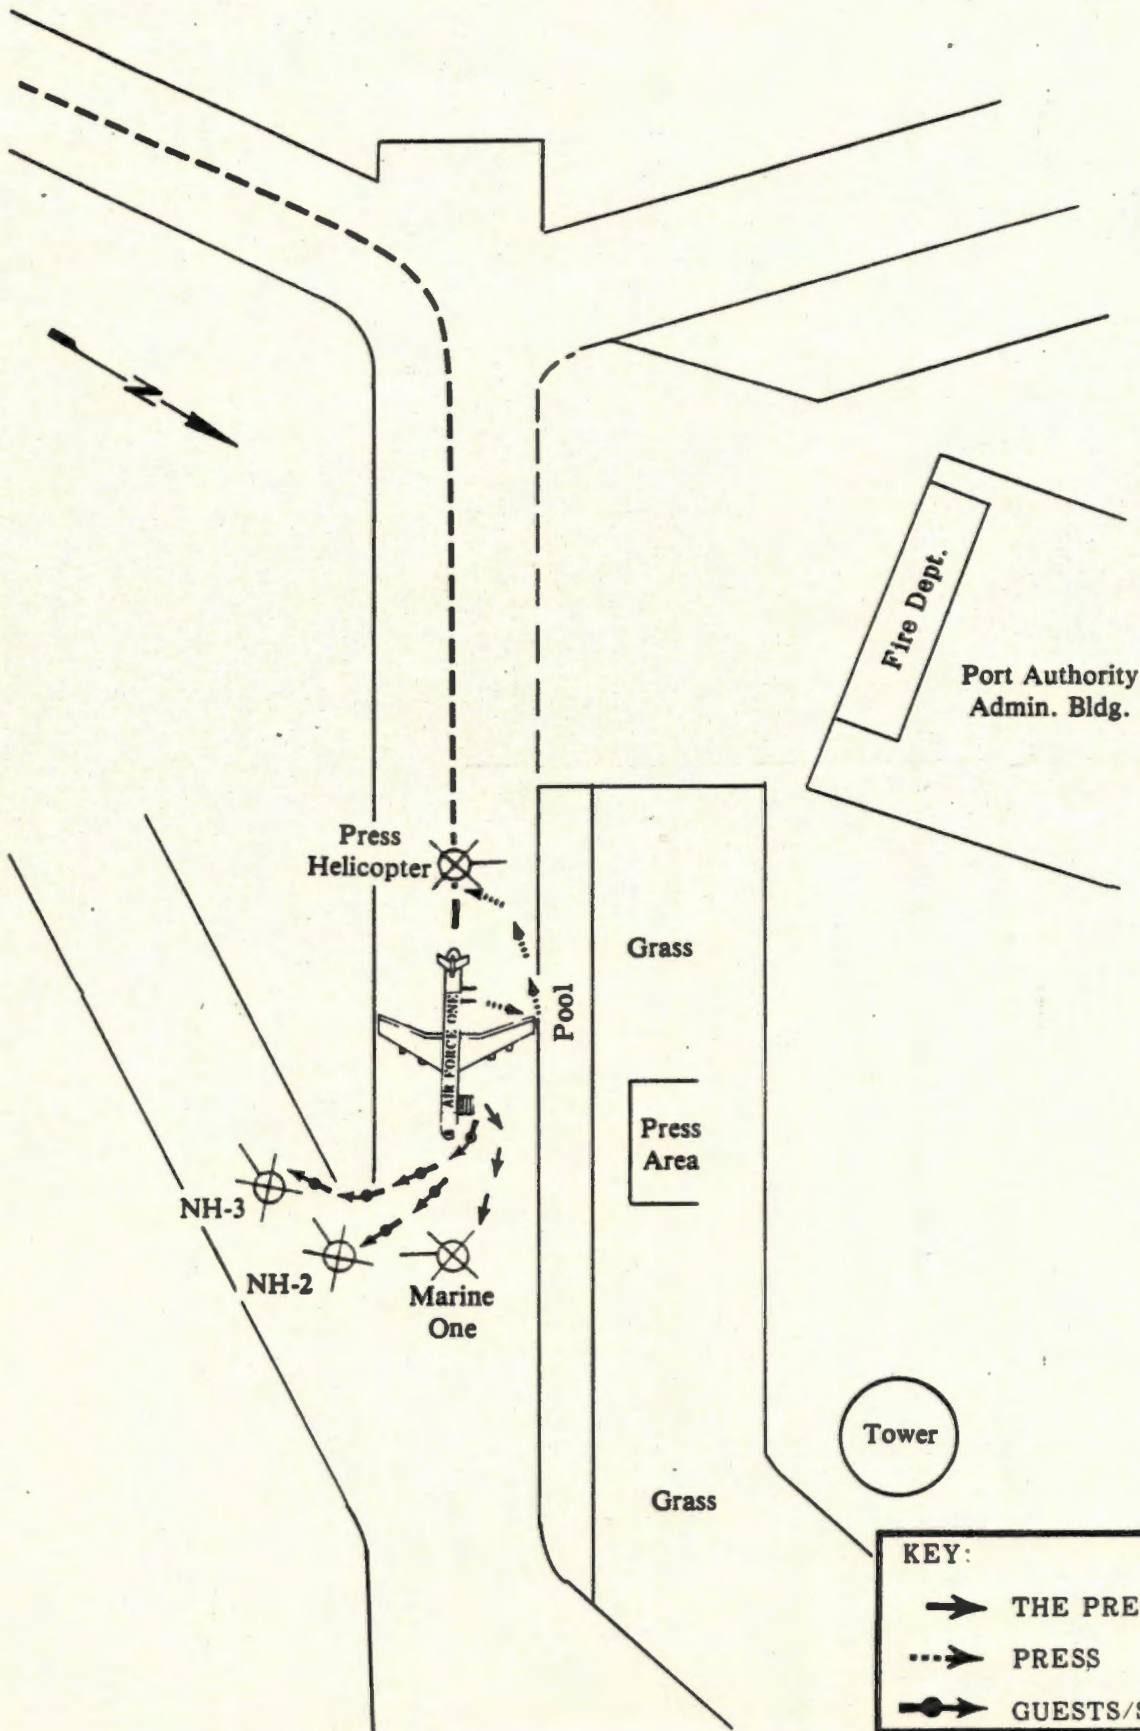 N
Fire Dept.
Port Authority
Admin. Bldg.
Press
Helicopter
Grass
AIR FORCE ONE
Pool
Press
Area
NH-3
NH-2
Marine
One
Tower
Grass
KEY:
THE PRE
PRESS
GUESTS/S